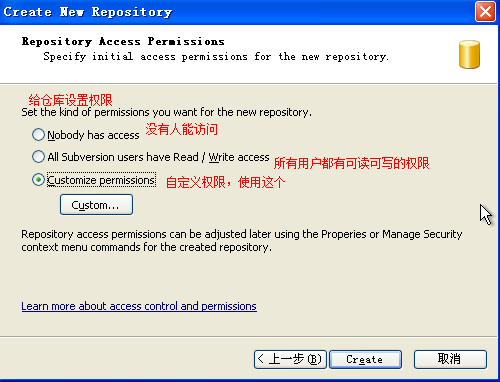 Create New Repository
Repository Access Permissions
Specify initial access permissions for the new repository.
给仓库设置权限
Set the kind of permissions you want for the new repository.
Nobody has access 没有人能访问
All Subversion users have Read / Write access 所有用户都有可读可写的权限
Customize permissions 自定义权限，使用这个
Custom...
Repository access permissions can be adjusted later using the Properies or Manage Security
context menu commands for the created repository.
Learn more about access control and permissions
< 上一步(B) Create 取消